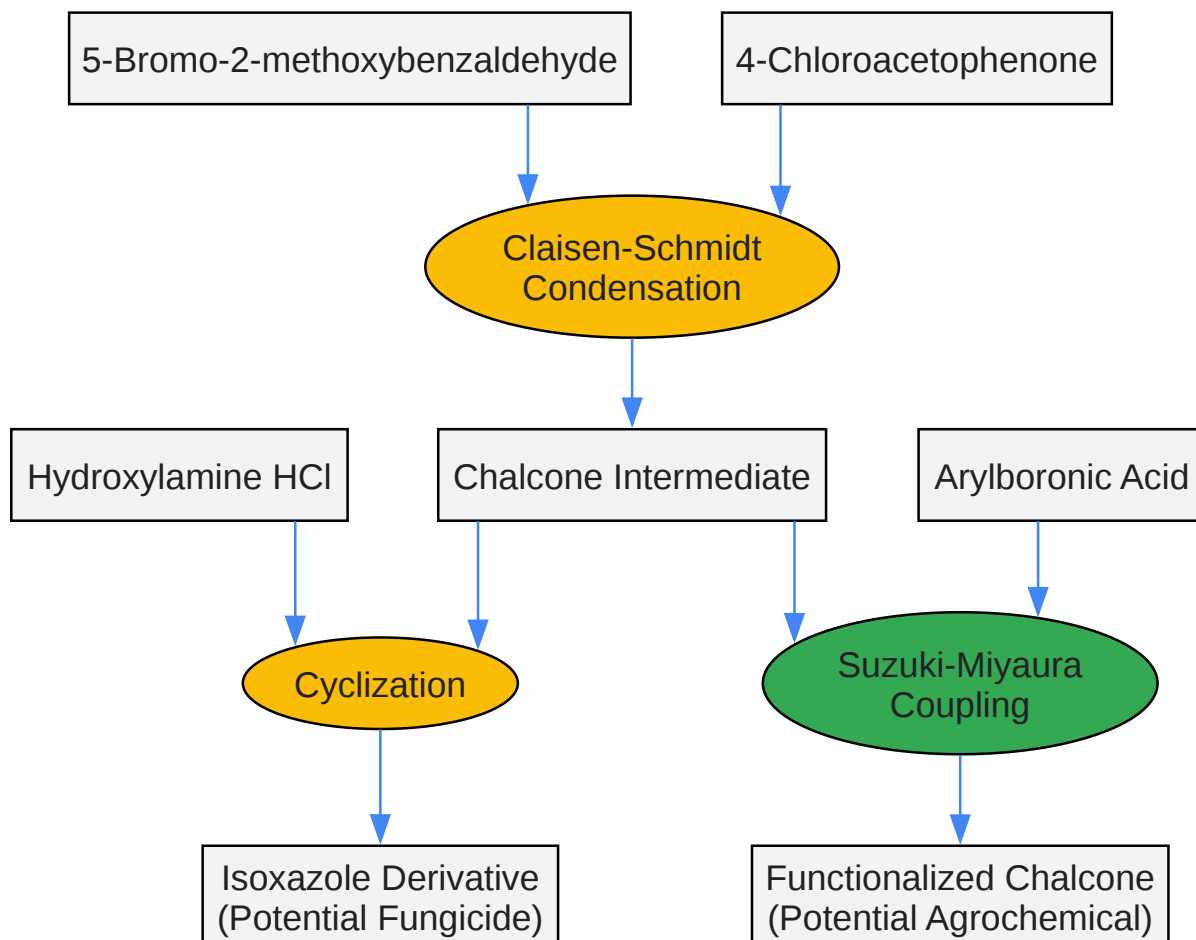 5-Bromo-2-methoxybenzaldehyde
4-Chloroacetophenone
Claisen-Schmidt
Condensation
Hydroxylamine HCl
Chalcone Intermediate
Arylboronic Acid
Cyclization
Suzuki-Miyaura
Coupling
Isoxazole Derivative
(Potential Fungicide)
Functionalized Chalcone
(Potential Agrochemical)